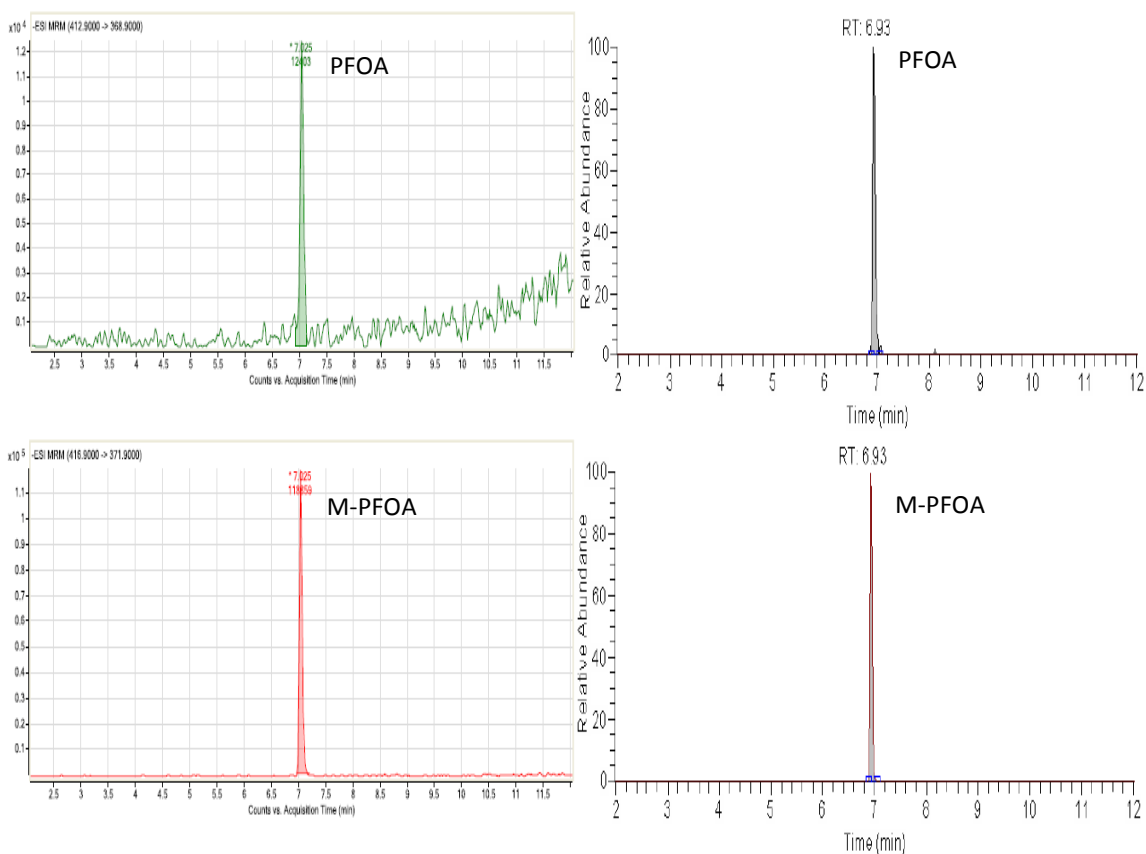 x10 4 -ESI MRM (412.9000 -> 368.9000)
* 7.025
PFOA
1.2
1.1
1
0.9
0.8
0.7
0.6
0.5
0.4
0.3
0.2
0.1
2.5 3 3.5 4 4.5 5 5.5 6 6.5 7 7.5 8 8.5 9 9.5 10 10.5 11 11.5
Counts vs. Acquisition Time (min)
RT: 6.93
PFOA
Relative Abundance
100
80
60
40
20
0
2 3 4 5 6 7 8 9 10 11 12
Time (min)
x10 5 -ESI MRM (416.9000 -> 371.9000)
* 7.025
M-PFOA
1.1
1
0.9
0.8
0.7
0.6
0.5
0.4
0.3
0.2
0.1
2.5 3 3.5 4 4.5 5 5.5 6 6.5 7 7.5 8 8.5 9 9.5 10 10.5 11 11.5
Counts vs. Acquisition Time (min)
RT: 6.93
M-PFOA
Relative Abundance
100
80
60
40
20
0
2 3 4 5 6 7 8 9 10 11 12
Time (min)